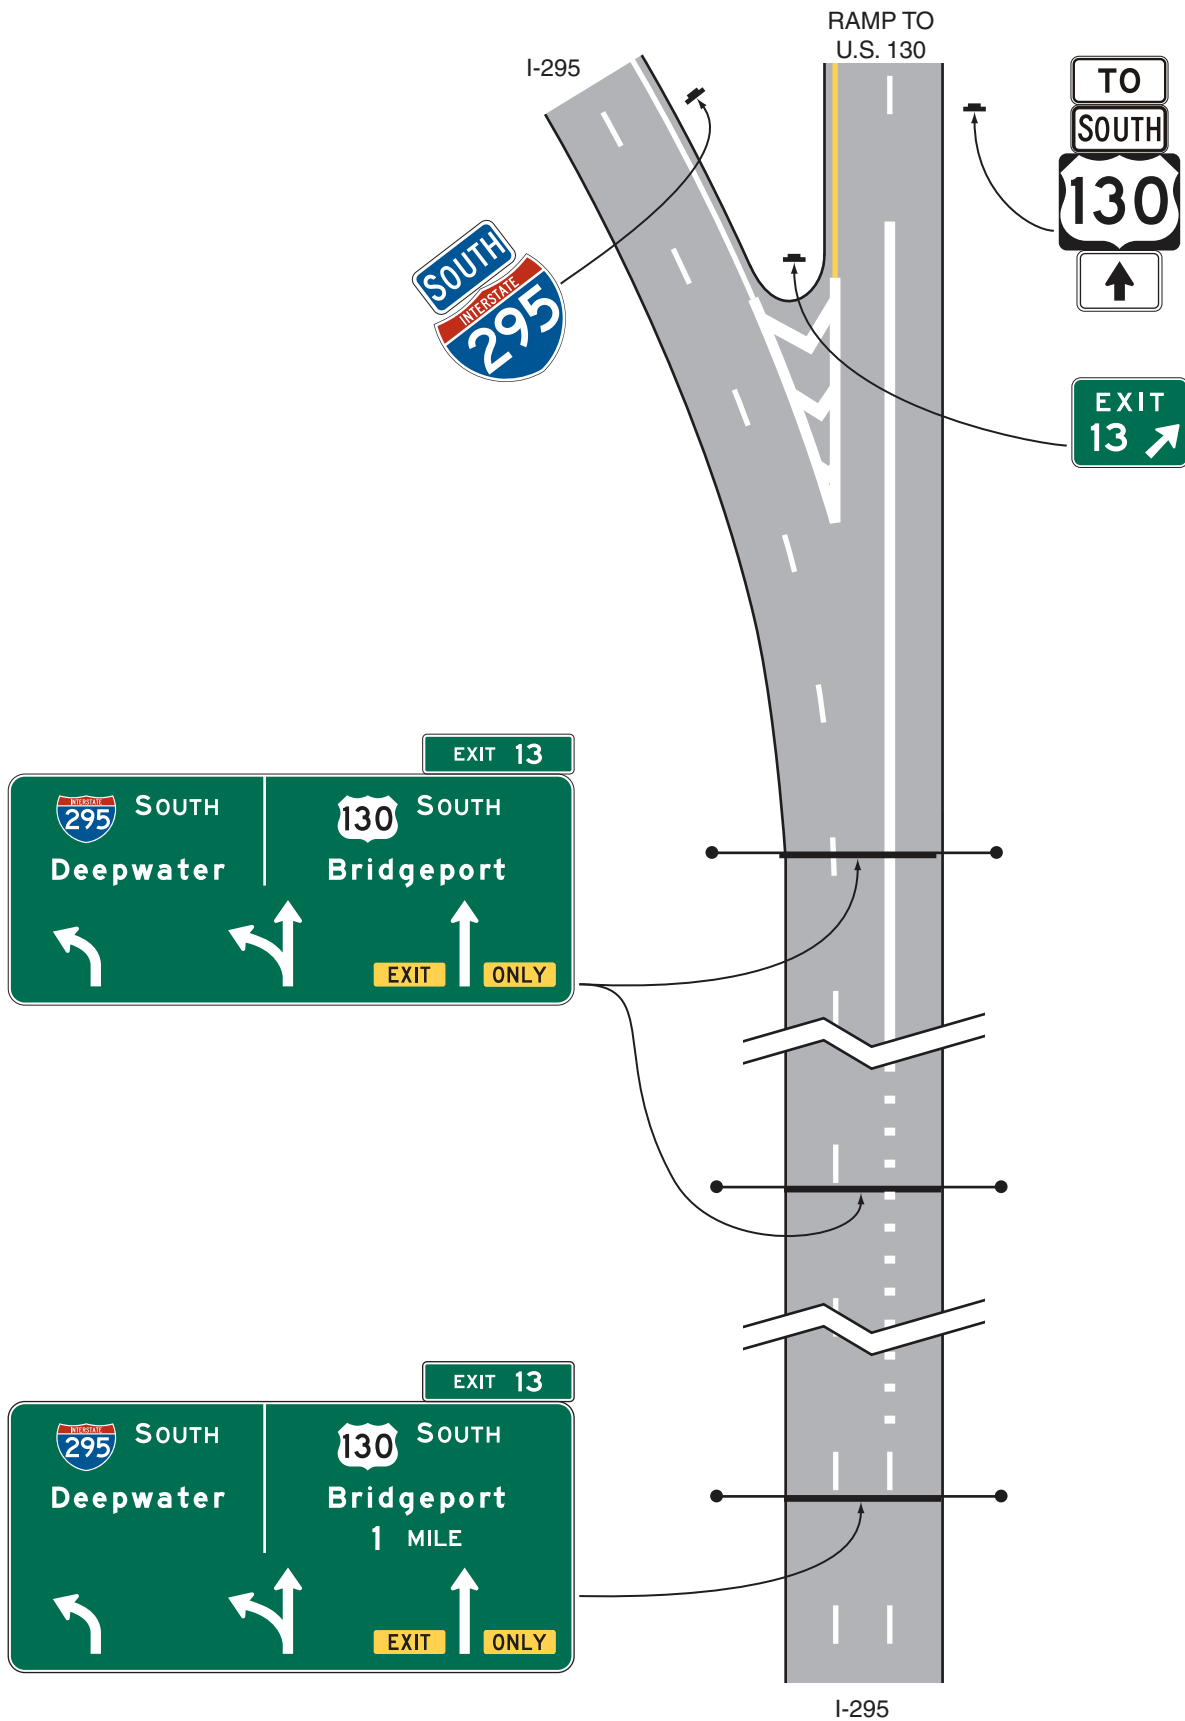 RAMP TO
U.S. 130
I-295
TO
SOUTH
130
SOUTH
INTERSTATE
295
EXIT
13
EXIT 13
INTERSTATE
295
SOUTH
130
SOUTH
Deepwater
Bridgeport
EXIT
ONLY
EXIT 13
INTERSTATE
295
SOUTH
130
SOUTH
Deepwater
Bridgeport
1 MILE
EXIT
ONLY
I-295